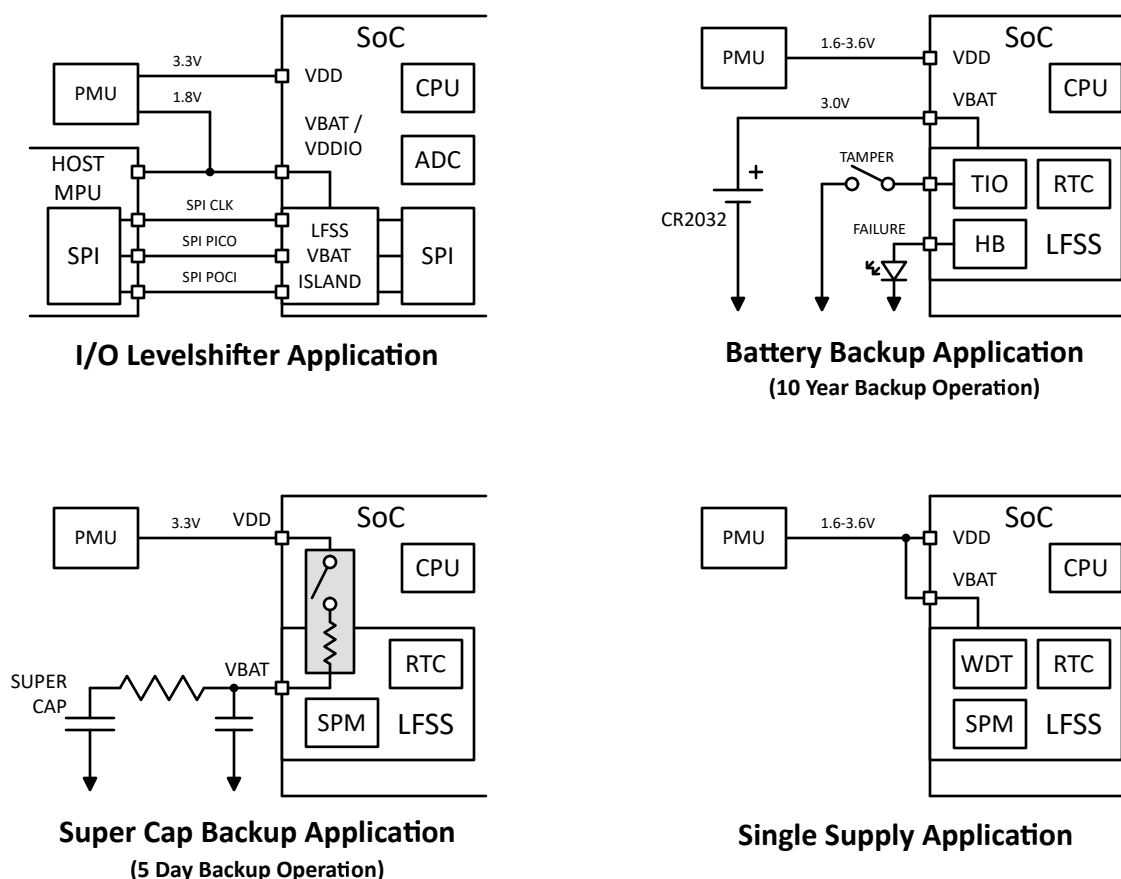 SoC
3.3V
VDD
PMU
CPU
1.8V
VBAT /
VDDIO
HOST
MPU
ADC
SPI CLK
SPI
SPI PICO
SPI POCI
LFSS
VBAT
ISLAND
SPI
I/O Levelshifter Application
SoC
1.6-3.6V
PMU
VDD
CPU
VBAT
3.0V
TAMPER
+
TIO
RTC
CR2032
FAILURE
HB
LFSS
Battery Backup Application
(10 Year Backup Operation)
SoC
3.3V
VDD
PMU
CPU
VBAT
RTC
SUPER
CAP
SPM
LFSS
Super Cap Backup Application
(5 Day Backup Operation)
SoC
1.6-3.6V
PMU
VDD
VBAT
CPU
WDT
RTC
SPM
LFSS
Single Supply Application